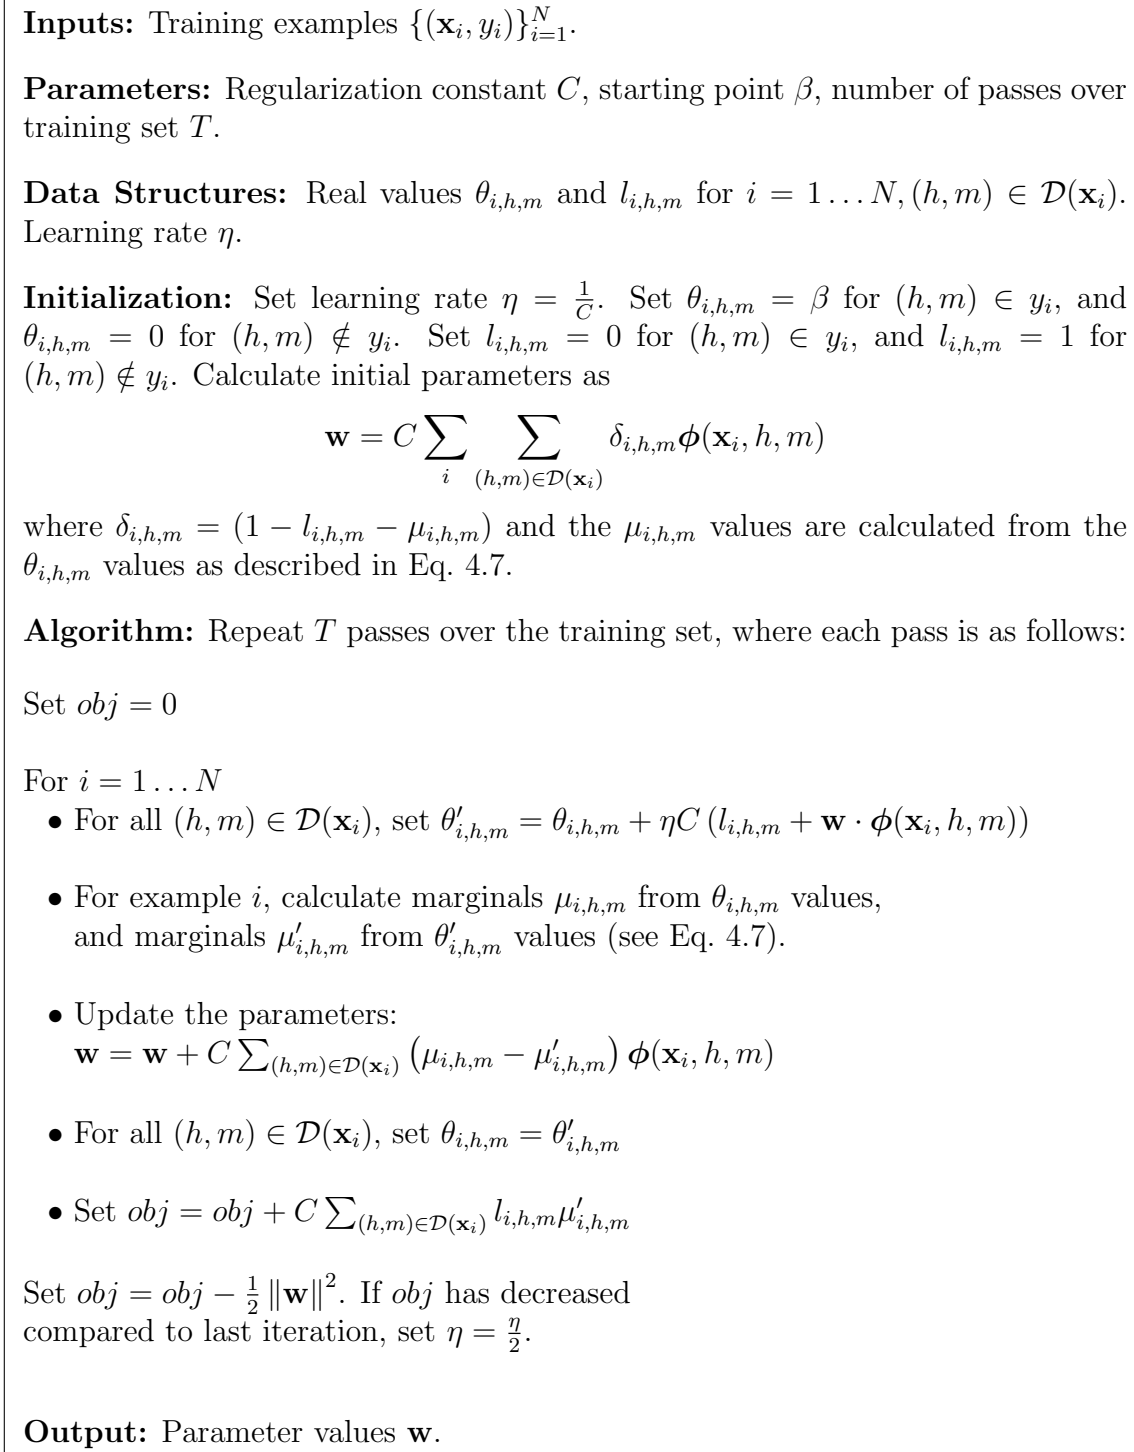 Inputs: Training examples {(x_i, y_i)}_{i=1}^N.
Parameters: Regularization constant C, starting point β, number of passes over
training set T.
Data Structures: Real values θ_{i,h,m} and l_{i,h,m} for i = 1 … N, (h, m) ∈ 𝒟(x_i).
Learning rate η.
Initialization: Set learning rate η = 1/C. Set θ_{i,h,m} = β for (h, m) ∈ y_i, and
θ_{i,h,m} = 0 for (h, m) ∉ y_i. Set l_{i,h,m} = 0 for (h, m) ∈ y_i, and l_{i,h,m} = 1 for
(h, m) ∉ y_i. Calculate initial parameters as
w = C ∑_i ∑_{(h,m)∈𝒟(x_i)} δ_{i,h,m} ϕ(x_i, h, m)
where δ_{i,h,m} = (1 − l_{i,h,m} − μ_{i,h,m}) and the μ_{i,h,m} values are calculated from the
θ_{i,h,m} values as described in Eq. 4.7.
Algorithm: Repeat T passes over the training set, where each pass is as follows:
Set obj = 0
For i = 1 … N
• For all (h, m) ∈ 𝒟(x_i), set θ′_{i,h,m} = θ_{i,h,m} + ηC (l_{i,h,m} + w · ϕ(x_i, h, m))
• For example i, calculate marginals μ_{i,h,m} from θ_{i,h,m} values,
and marginals μ′_{i,h,m} from θ′_{i,h,m} values (see Eq. 4.7).
• Update the parameters:
w = w + C ∑_{(h,m)∈𝒟(x_i)} (μ_{i,h,m} − μ′_{i,h,m}) ϕ(x_i, h, m)
• For all (h, m) ∈ 𝒟(x_i), set θ_{i,h,m} = θ′_{i,h,m}
• Set obj = obj + C ∑_{(h,m)∈𝒟(x_i)} l_{i,h,m} μ′_{i,h,m}
Set obj = obj − 1/2 ‖w‖². If obj has decreased
compared to last iteration, set η = η/2.
Output: Parameter values w.